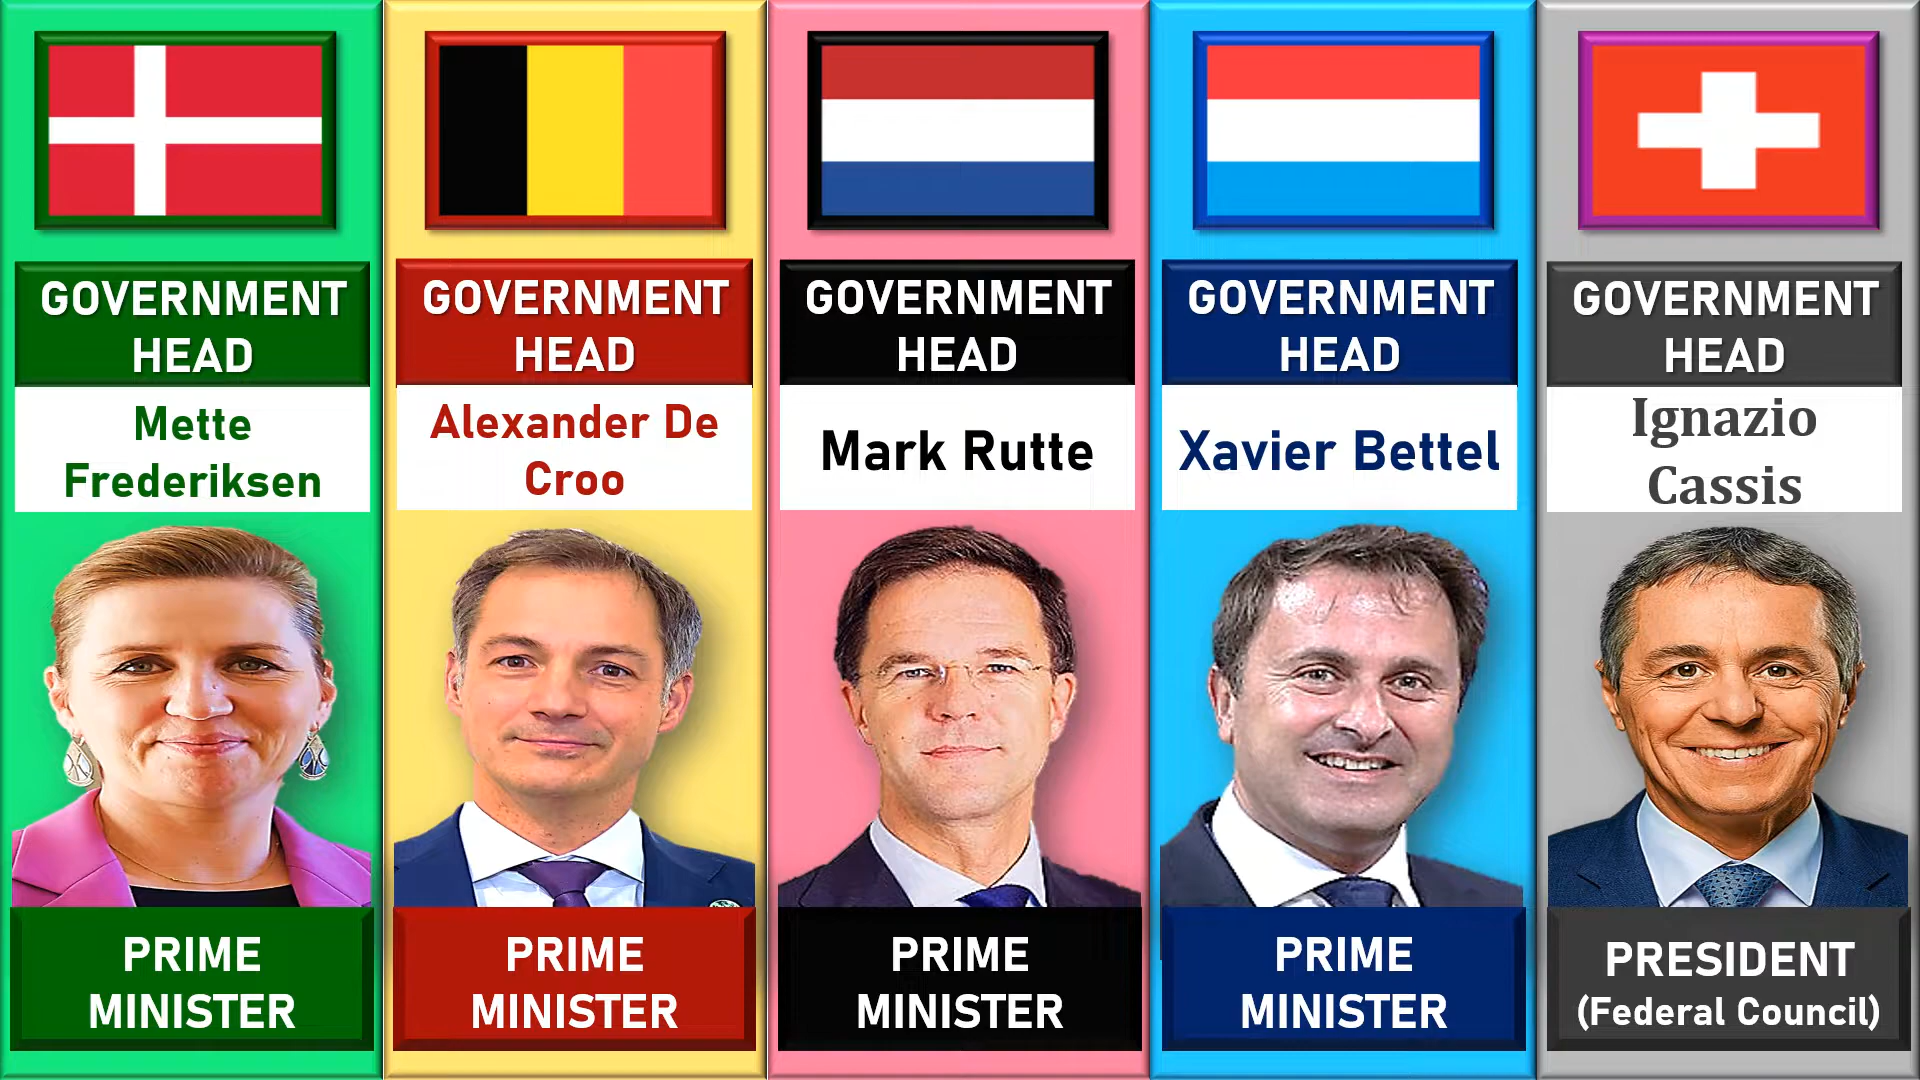 GOVERNMENT
HEAD
Mette
Frederiksen
PRIME
MINISTER
GOVERNMENT
HEAD
Alexander De
Croo
PRIME
MINISTER
GOVERNMENT
HEAD
Mark Rutte
PRIME
MINISTER
GOVERNMENT
HEAD
Xavier Bettel
PRIME
MINISTER
GOVERNMENT
HEAD
Ignazio
Cassis
PRESIDENT
(Federal Council)